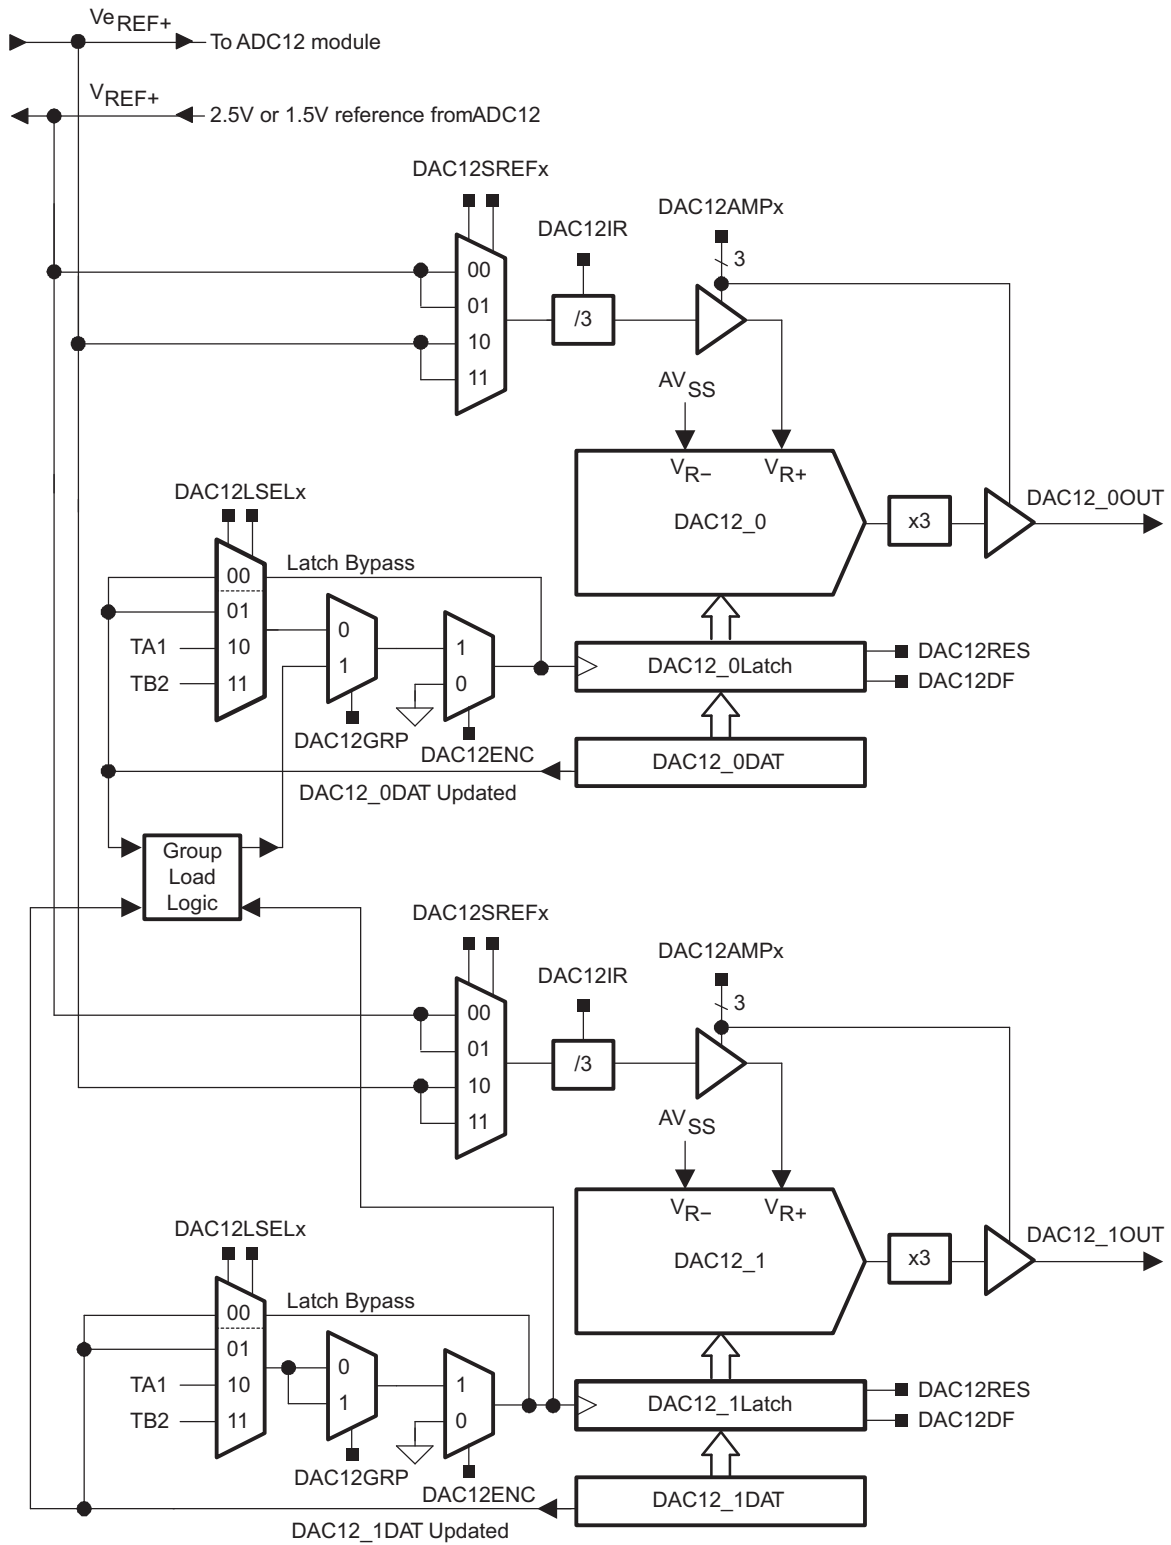 VeREF+
To ADC12 module
VREF+
2.5V or 1.5V reference fromADC12
DAC12SREFx
DAC12AMPx
DAC12IR
3
00
01
10
11
/3
AVSS
VR−
VR+
DAC12_0
x3
DAC12_0OUT
DAC12LSELx
Latch Bypass
00
01
TA1
10
TB2
11
0
1
1
0
DAC12GRP
DAC12ENC
DAC12_0Latch
DAC12RES
DAC12DF
DAC12_0DAT
DAC12_0DAT Updated
Group
Load
Logic
DAC12SREFx
DAC12AMPx
DAC12IR
3
00
01
10
11
/3
AVSS
VR−
VR+
DAC12_1
x3
DAC12_1OUT
DAC12LSELx
Latch Bypass
00
01
TA1
10
TB2
11
0
1
1
0
DAC12GRP
DAC12ENC
DAC12_1Latch
DAC12RES
DAC12DF
DAC12_1DAT
DAC12_1DAT Updated